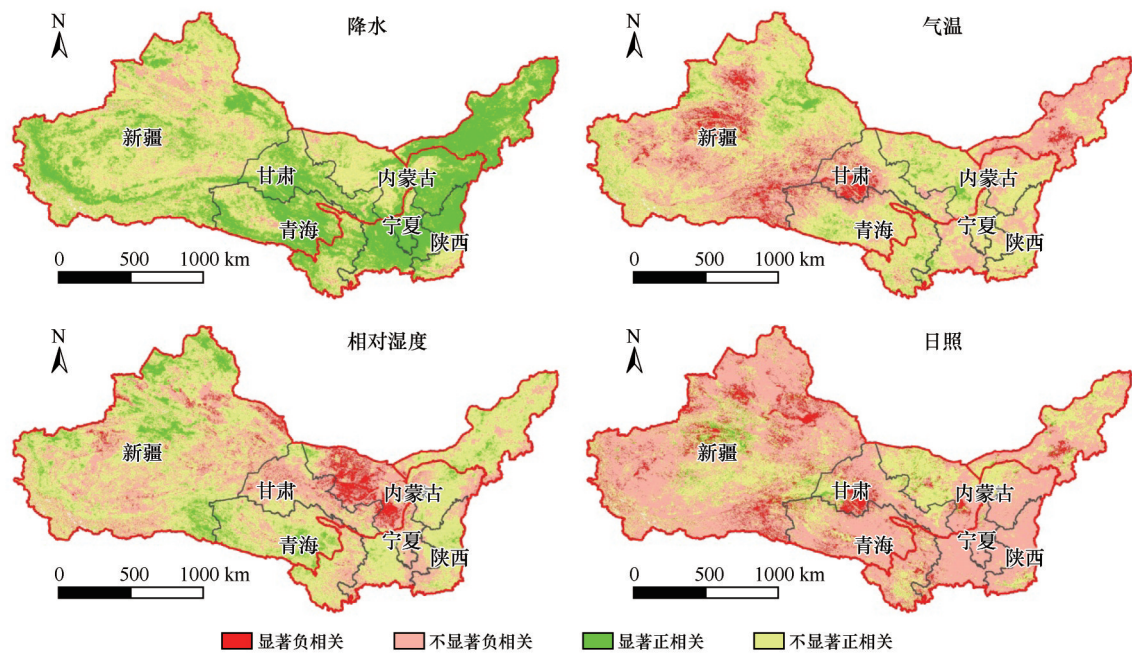 N
降水
新疆
甘肃
内蒙古
青海
宁夏
陕西
0 500 1000 km
N
气温
新疆
甘肃
内蒙古
青海
宁夏
陕西
0 500 1000 km
N
相对湿度
新疆
甘肃
内蒙古
青海
宁夏
陕西
0 500 1000 km
N
日照
新疆
甘肃
内蒙古
青海
宁夏
陕西
0 500 1000 km
显著负相关 不显著负相关 显著正相关 不显著正相关